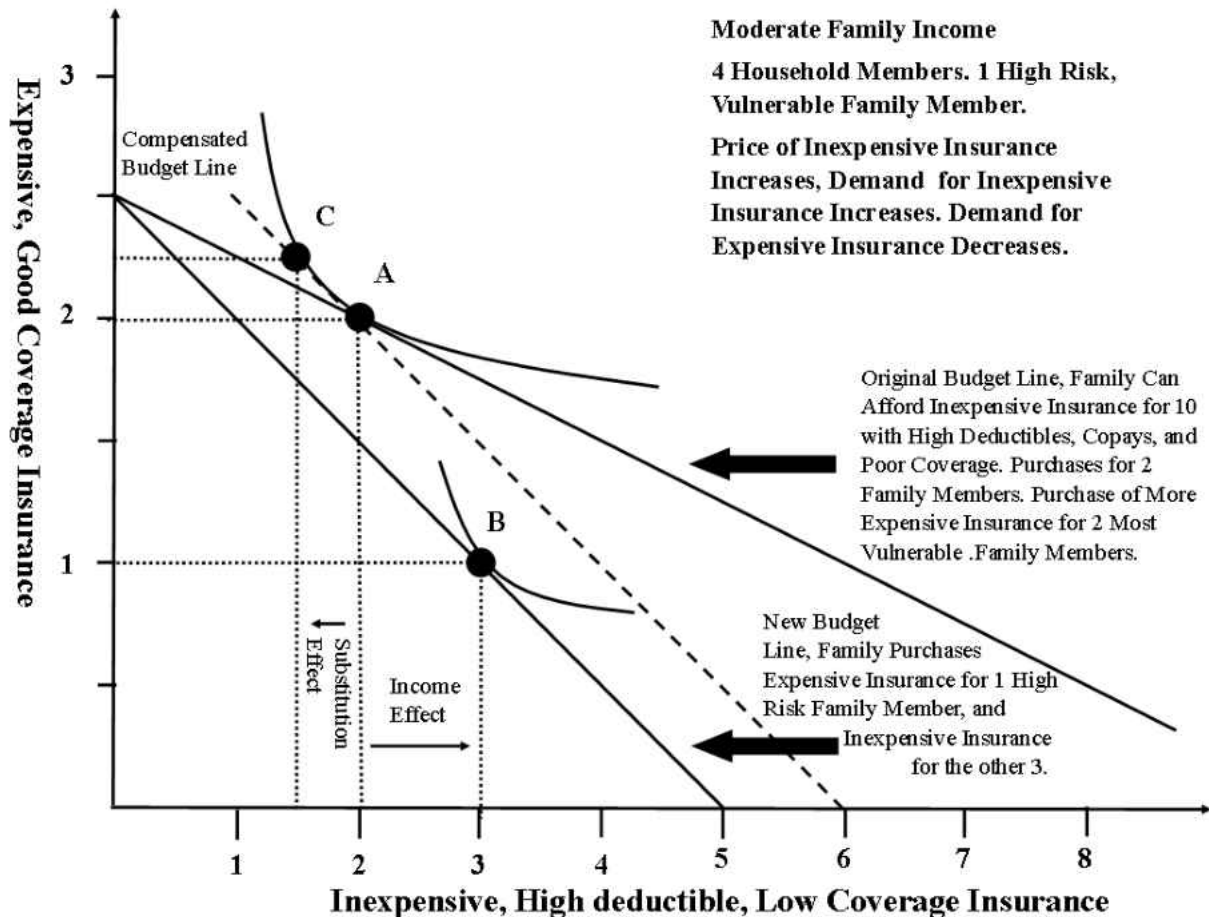 Moderate Family Income
4 Household Members. 1 High Risk,
Vulnerable Family Member.
Price of Inexpensive Insurance
Increases, Demand for Inexpensive
Insurance Increases. Demand for
Expensive Insurance Decreases.
Expensive, Good Coverage Insurance
3
2
1
Compensated
Budget Line
C
A
B
Original Budget Line, Family Can
Afford Inexpensive Insurance for 10
with High Deductibles, Copays, and
Poor Coverage. Purchases for 2
Family Members. Purchase of More
Expensive Insurance for 2 Most
Vulnerable .Family Members.
New Budget
Line, Family Purchases
Expensive Insurance for 1 High
Risk Family Member, and
Inexpensive Insurance
for the other 3.
Substitution
Effect
Income
Effect
1
2
3
4
5
6
7
8
Inexpensive, High deductible, Low Coverage Insurance